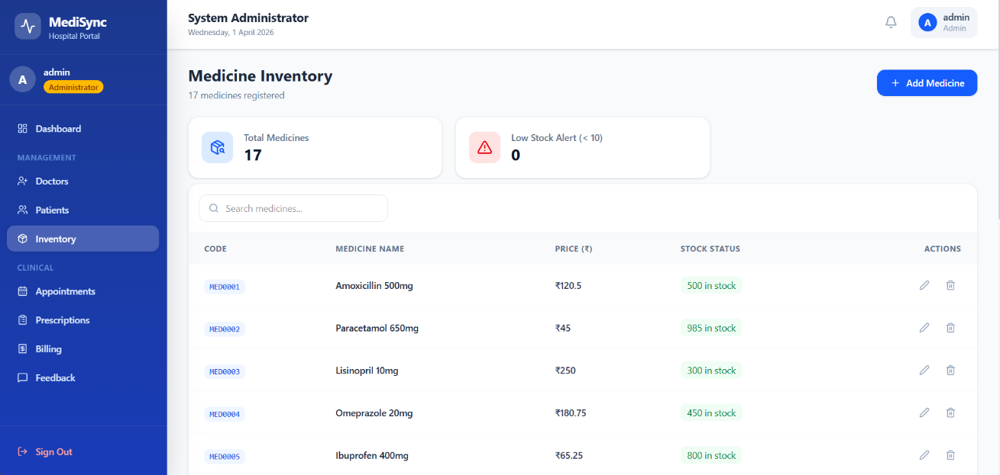 MediSync
Hospital Portal
A
admin
Administrator
Dashboard
MANAGEMENT
Doctors
Patients
Inventory
CLINICAL
Appointments
Prescriptions
Billing
Feedback
Sign Out
System Administrator
Wednesday, 1 April 2026
A
admin
Admin
Medicine Inventory
17 medicines registered
+ Add Medicine
Total Medicines
17
Low Stock Alert (< 10)
0
Search medicines...
CODE MEDICINE NAME PRICE (₹) STOCK STATUS ACTIONS
MED0001 Amoxicillin 500mg ₹120.5 500 in stock
MED0002 Paracetamol 650mg ₹45 985 in stock
MED0003 Lisinopril 10mg ₹250 300 in stock
MED0004 Omeprazole 20mg ₹180.75 450 in stock
MED0005 Ibuprofen 400mg ₹65.25 800 in stock